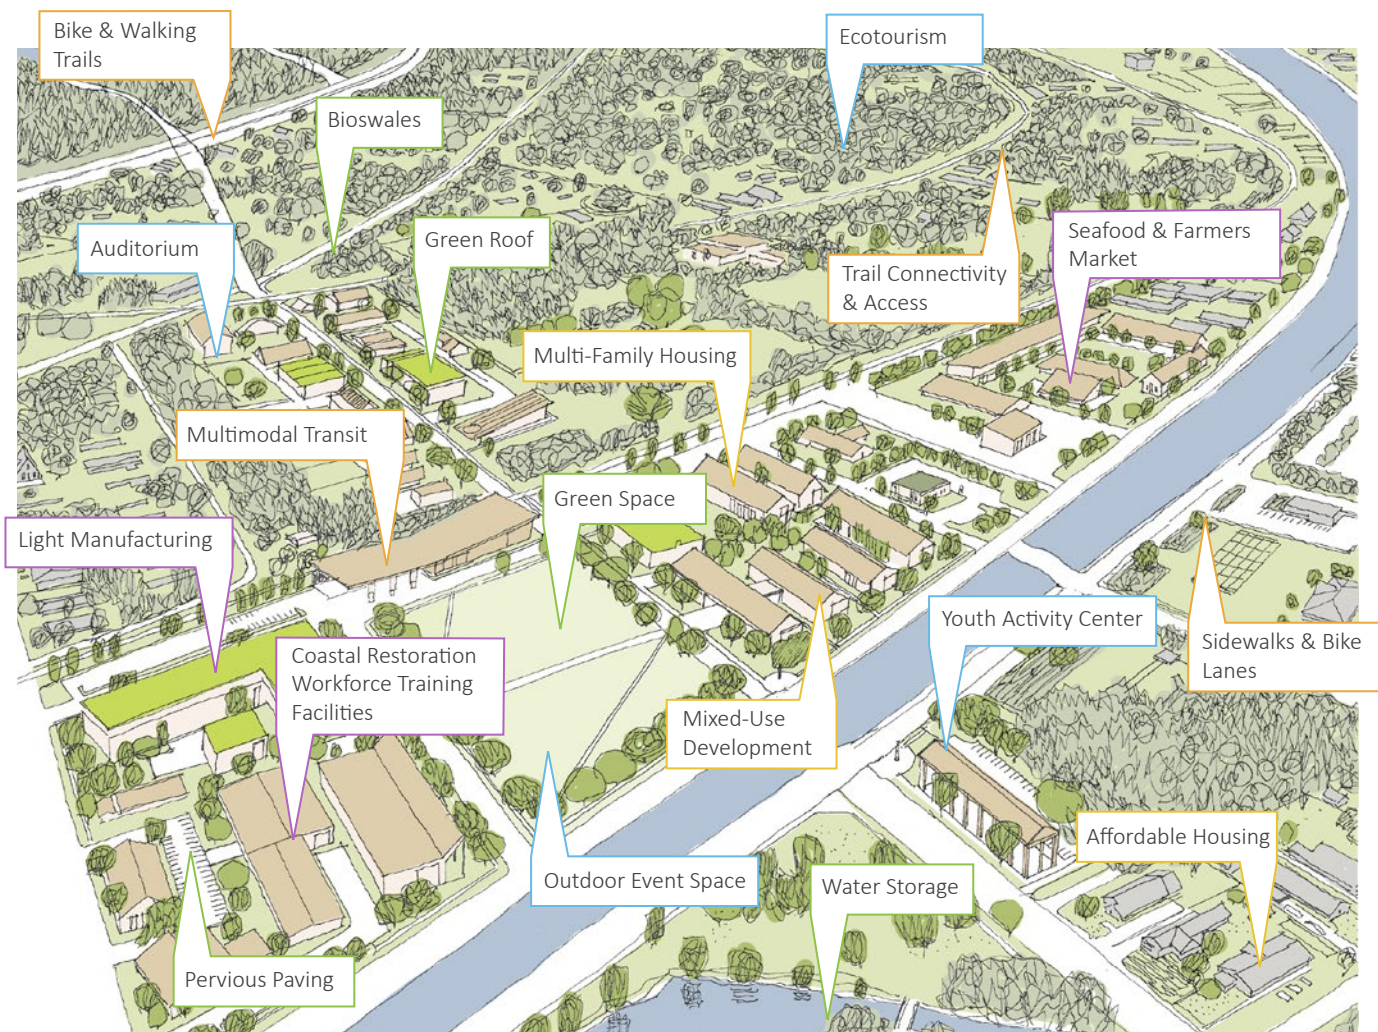 Bike & Walking
Trails
Ecotourism
Bioswales
Auditorium
Green Roof
Seafood & Farmers
Market
Trail Connectivity
& Access
Multi-Family Housing
Multimodal Transit
Green Space
Light Manufacturing
Youth Activity Center
Sidewalks & Bike
Lanes
Coastal Restoration
Workforce Training
Facilities
Mixed-Use
Development
Affordable Housing
Outdoor Event Space
Water Storage
Pervious Paving